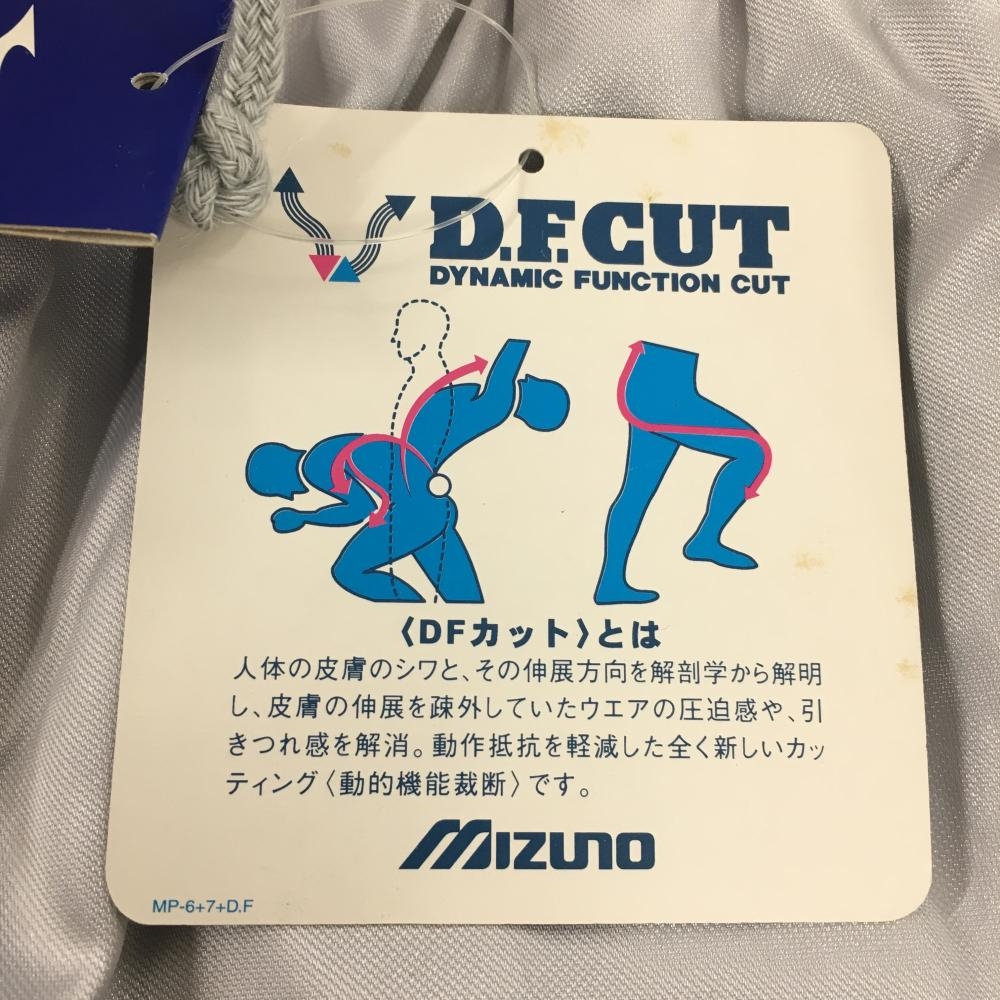 D.F.CUT
DYNAMIC FUNCTION CUT
〈DFカット〉とは
人体の皮膚のシワと、その伸展方向を解剖学から解明
し、皮膚の伸展を疎外していたウエアの圧迫感や、引
きつれ感を解消。動作抵抗を軽減した全く新しいカッ
ティング〈動的機能裁断〉です。
MIZUNO
MP-6+7+D.F